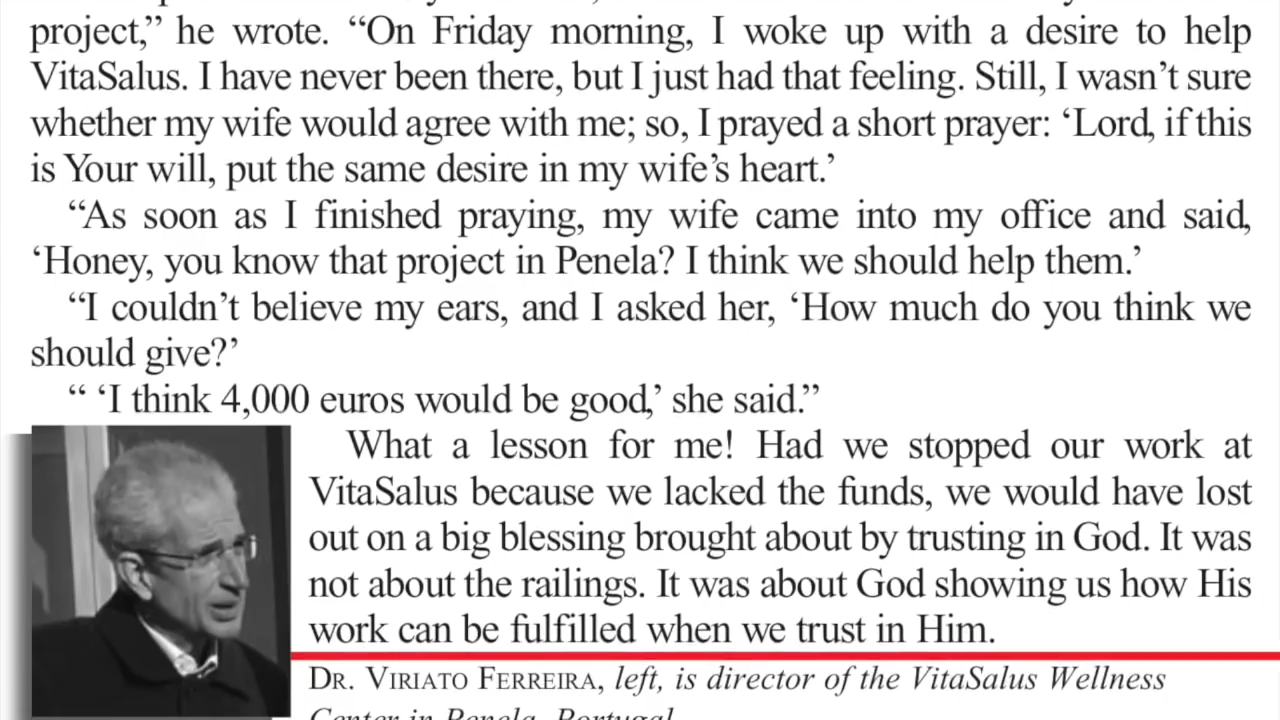 project,” he wrote. “On Friday morning, I woke up with a desire to help
VitaSalus. I have never been there, but I just had that feeling. Still, I wasn’t sure
whether my wife would agree with me; so, I prayed a short prayer: ‘Lord, if this
is Your will, put the same desire in my wife’s heart.’
“As soon as I finished praying, my wife came into my office and said,
‘Honey, you know that project in Penela? I think we should help them.’
“I couldn’t believe my ears, and I asked her, ‘How much do you think we
should give?’
“ ‘I think 4,000 euros would be good,’ she said.”
What a lesson for me! Had we stopped our work at
VitaSalus because we lacked the funds, we would have lost
out on a big blessing brought about by trusting in God. It was
not about the railings. It was about God showing us how His
work can be fulfilled when we trust in Him.
DR. VIRIATO FERREIRA, left, is director of the VitaSalus Wellness
Center in Penela, Portugal